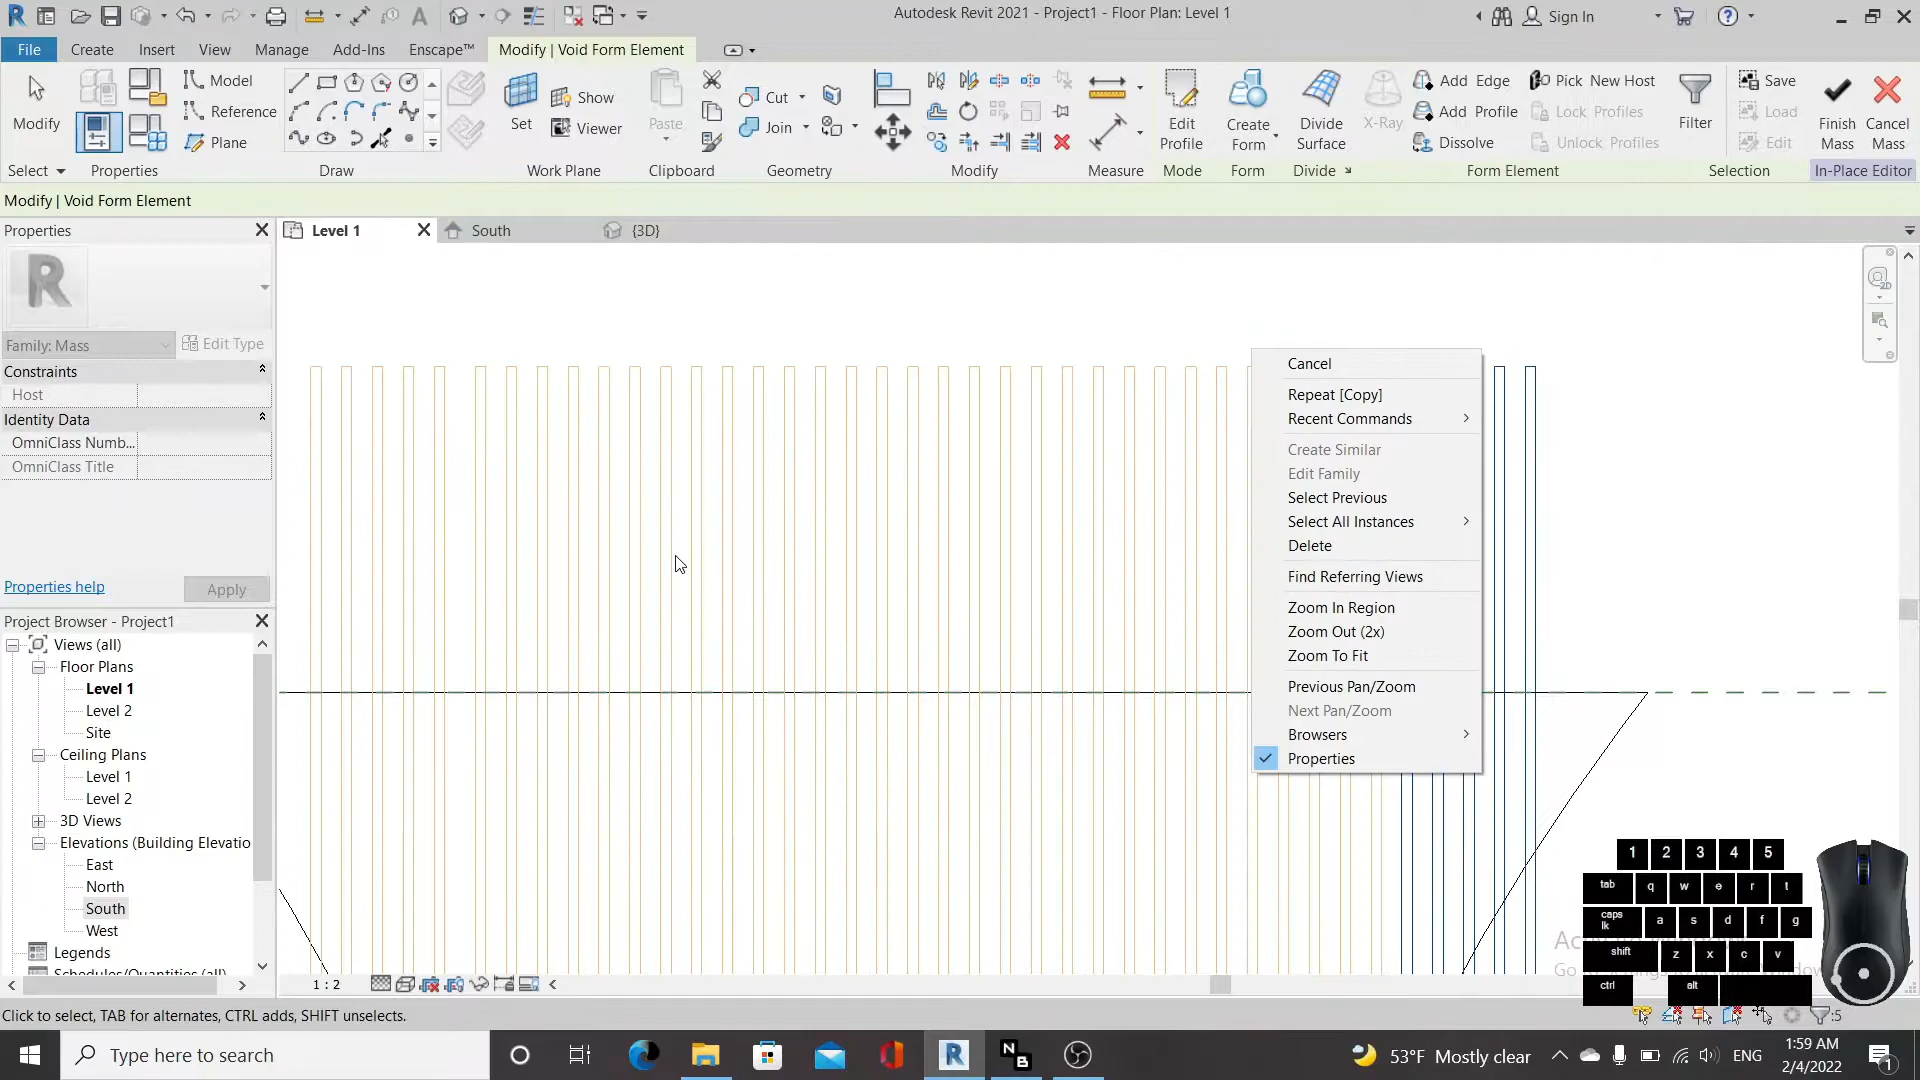 Autodesk Revit 2021 - Project1 - Floor Plan: Level 1
Sign In
File
Create
Insert
View
Manage
Add-Ins
Enscape™
Modify | Void Form Element
Modify
Model
Reference
Plane
Set
Show
Viewer
Paste
Cut
Join
Edit Profile
Create Form
Divide Surface
X-Ray
Add Edge
Add Profile
Dissolve
Pick New Host
Lock Profiles
Unlock Profiles
Filter
Save
Load
Edit
Finish Mass
Cancel Mass
Select
Properties
Draw
Work Plane
Clipboard
Geometry
Modify
Measure
Mode
Form
Divide
Form Element
Selection
In-Place Editor
Modify | Void Form Element
Properties
Level 1
South
{3D}
R
Family: Mass
Edit Type
Constraints
Host
Identity Data
OmniClass Numb...
OmniClass Title
Properties help
Apply
Project Browser - Project1
Views (all)
Floor Plans
Level 1
Level 2
Site
Ceiling Plans
Level 1
Level 2
3D Views
Elevations (Building Elevatio
East
North
South
West
Legends
Schedules/Quantities (all)
Cancel
Repeat [Copy]
Recent Commands
Create Similar
Edit Family
Select Previous
Select All Instances
Delete
Find Referring Views
Zoom In Region
Zoom Out (2x)
Zoom To Fit
Previous Pan/Zoom
Next Pan/Zoom
Browsers
Properties
2D
1 2 3 4 5
tab q w e r t
caps lk a s d f g
shift z x c v
ctrl alt
1 : 2
Click to select, TAB for alternates, CTRL adds, SHIFT unselects.
:5
Type here to search
R
N
B
53°F Mostly clear
ENG
1:59 AM
2/4/2022
1